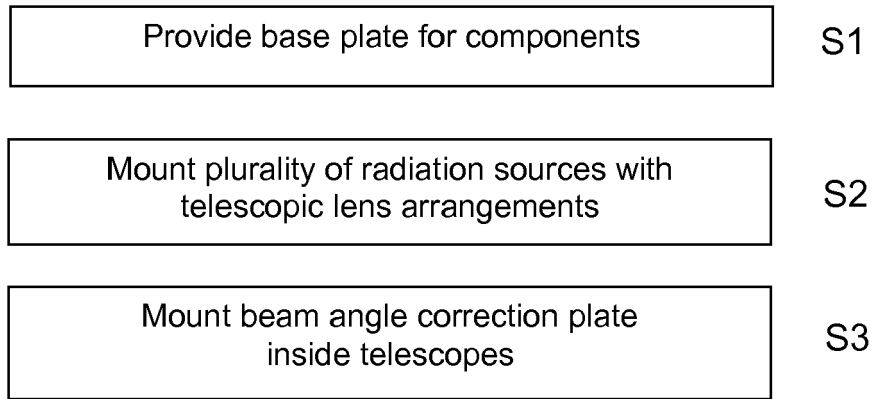 Provide base plate for components
S1
Mount plurality of radiation sources with
telescopic lens arrangements
S2
Mount beam angle correction plate
inside telescopes
S3